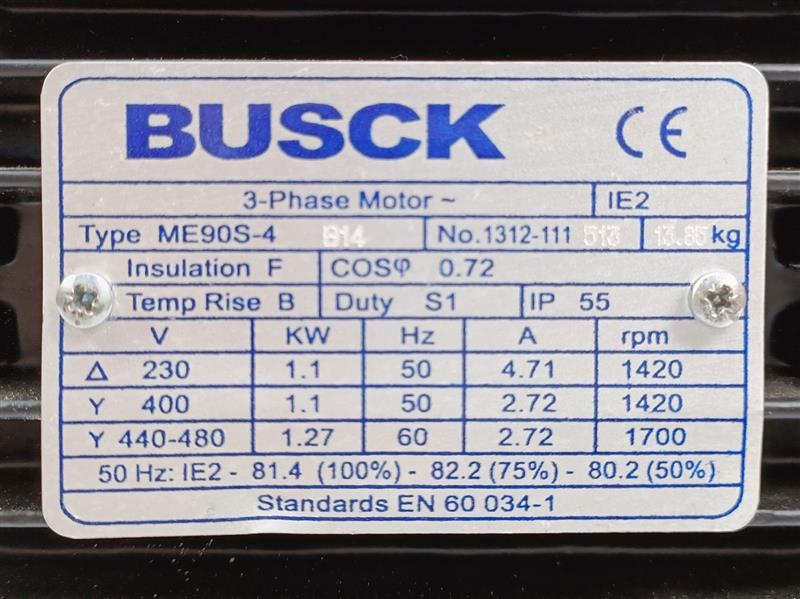 BUSCK CE
3-Phase Motor ~ IE2
Type ME90S-4 B14 No.1312-111 513 13.85 kg
Insulation F COSφ 0.72
Temp Rise B Duty S1 IP 55
V KW Hz A rpm
Δ 230 1.1 50 4.71 1420
Y 400 1.1 50 2.72 1420
Y 440-480 1.27 60 2.72 1700
50 Hz: IE2 - 81.4 (100%) - 82.2 (75%) - 80.2 (50%)
Standards EN 60 034-1